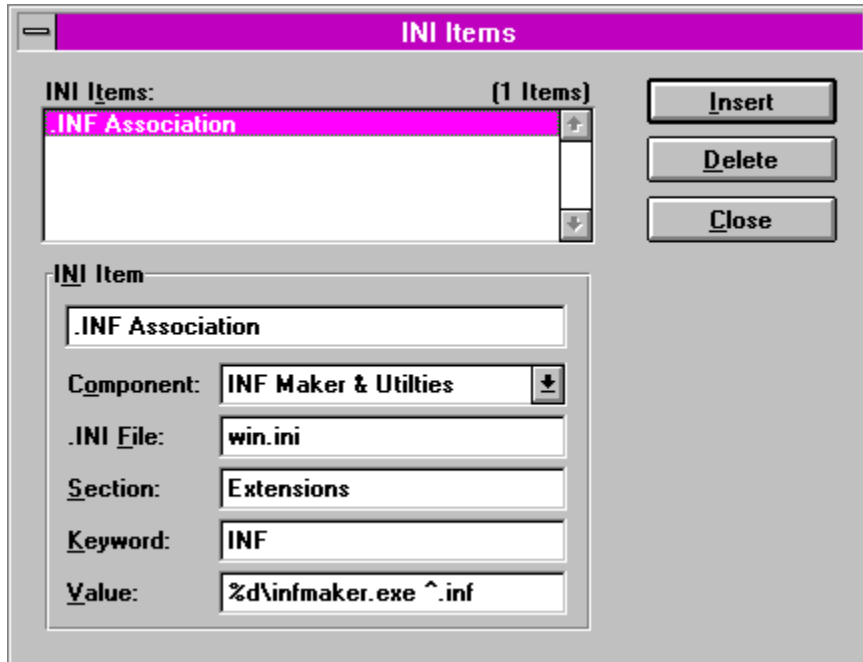 INI Items
INI Items: (1 Items)
.INF Association
Insert
Delete
Close
INI Item
.INF Association
Component: INF Maker & Utilties
.INI File: win.ini
Section: Extensions
Keyword: INF
Value: %d\infmaker.exe ^.inf